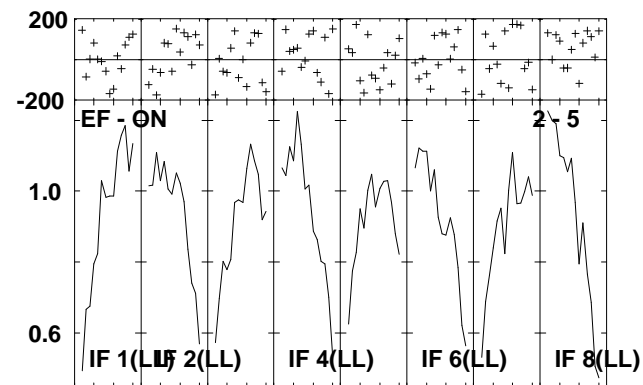 200
-200
EF - ON 2 - 5
1.0
0.6
IF 1(LL) IF 2(LL) IF 4(LL) IF 6(LL) IF 8(LL)